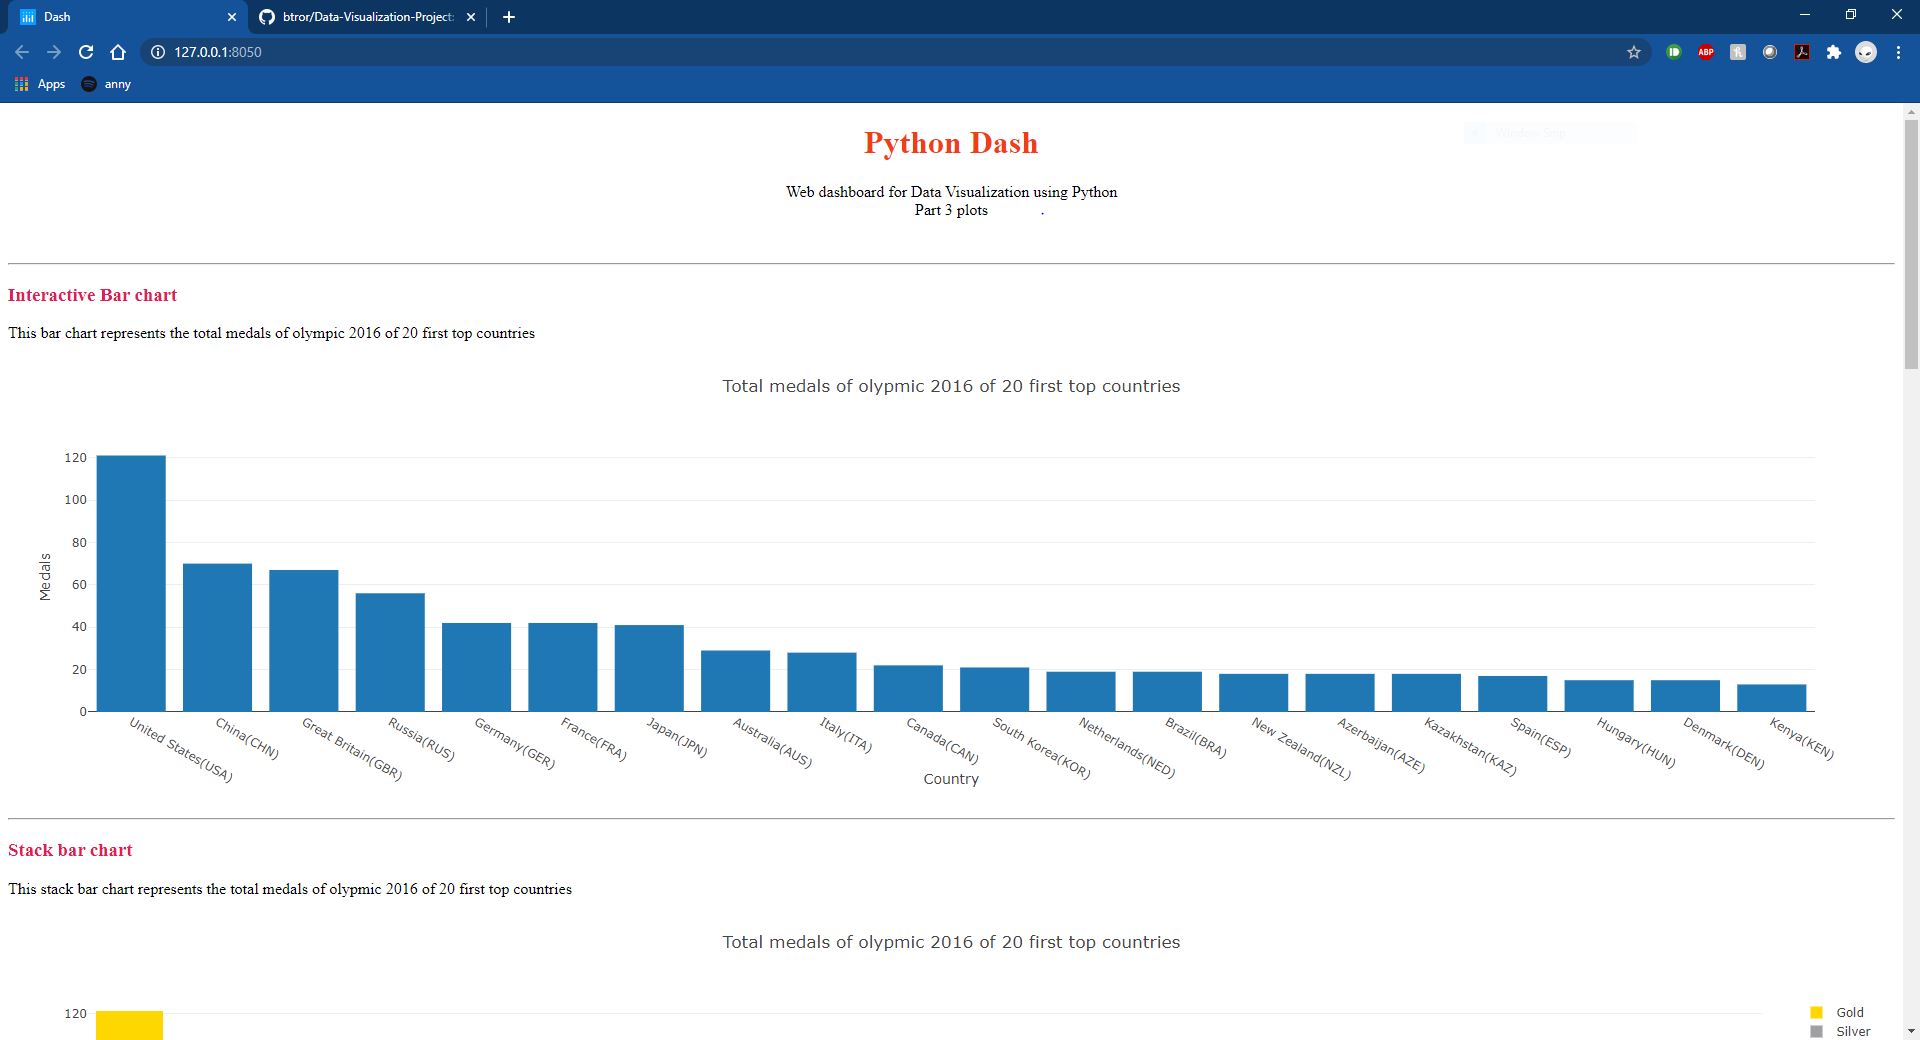 Dash
btror/Data-Visualization-Project:
127.0.0.1:8050
ABP
Apps
anny
Python Dash
Web dashboard for Data Visualization using Python
Part 3 plots .
Interactive Bar chart
This bar chart represents the total medals of olympic 2016 of 20 first top countries
Total medals of olypmic 2016 of 20 first top countries
120
100
80
60
40
20
0
Medals
United States(USA)
China(CHN)
Great Britain(GBR)
Russia(RUS)
Germany(GER)
France(FRA)
Japan(JPN)
Australia(AUS)
Italy(ITA)
Canada(CAN)
South Korea(KOR)
Netherlands(NED)
Brazil(BRA)
New Zealand(NZL)
Azerbaijan(AZE)
Kazakhstan(KAZ)
Spain(ESP)
Hungary(HUN)
Denmark(DEN)
Kenya(KEN)
Country
Stack bar chart
This stack bar chart represents the total medals of olypmic 2016 of 20 first top countries
Total medals of olypmic 2016 of 20 first top countries
120
Gold
Silver